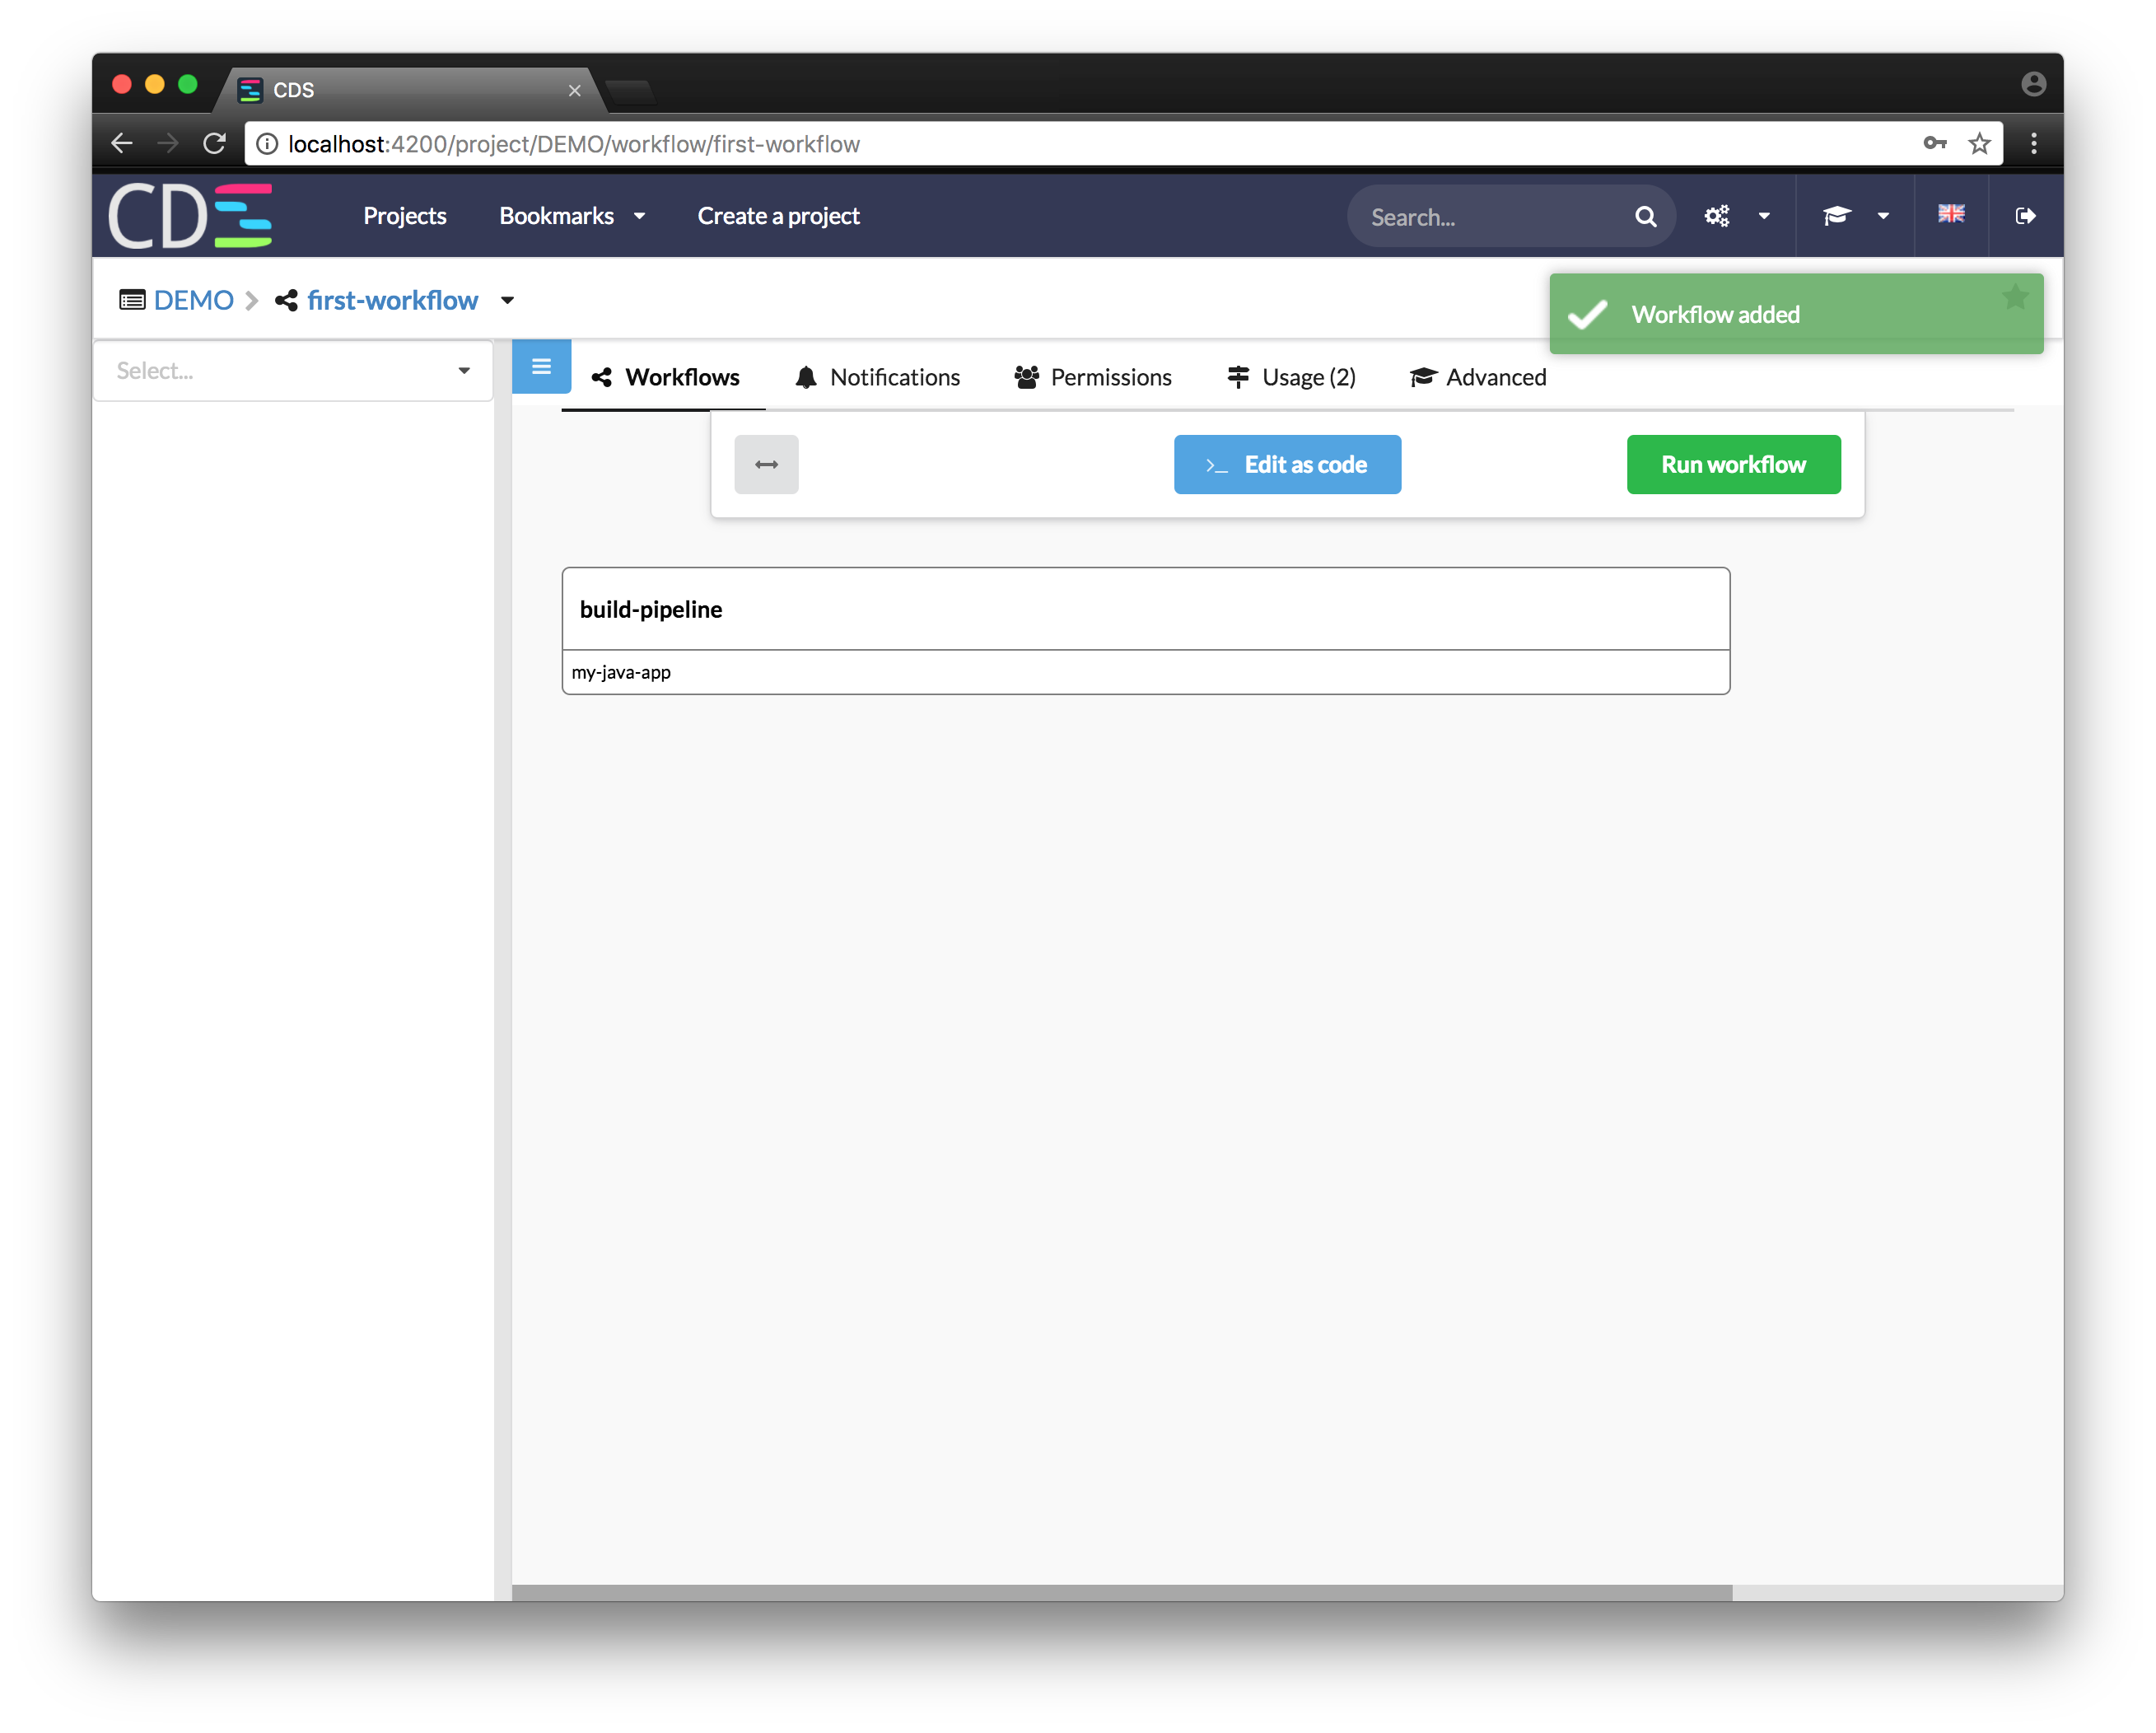 CDS
localhost:4200/project/DEMO/workflow/first-workflow
CDS
Projects
Bookmarks
Create a project
Search...
DEMO
first-workflow
Workflow added
Select...
Workflows
Notifications
Permissions
Usage (2)
Advanced
>_ Edit as code
Run workflow
build-pipeline
my-java-app